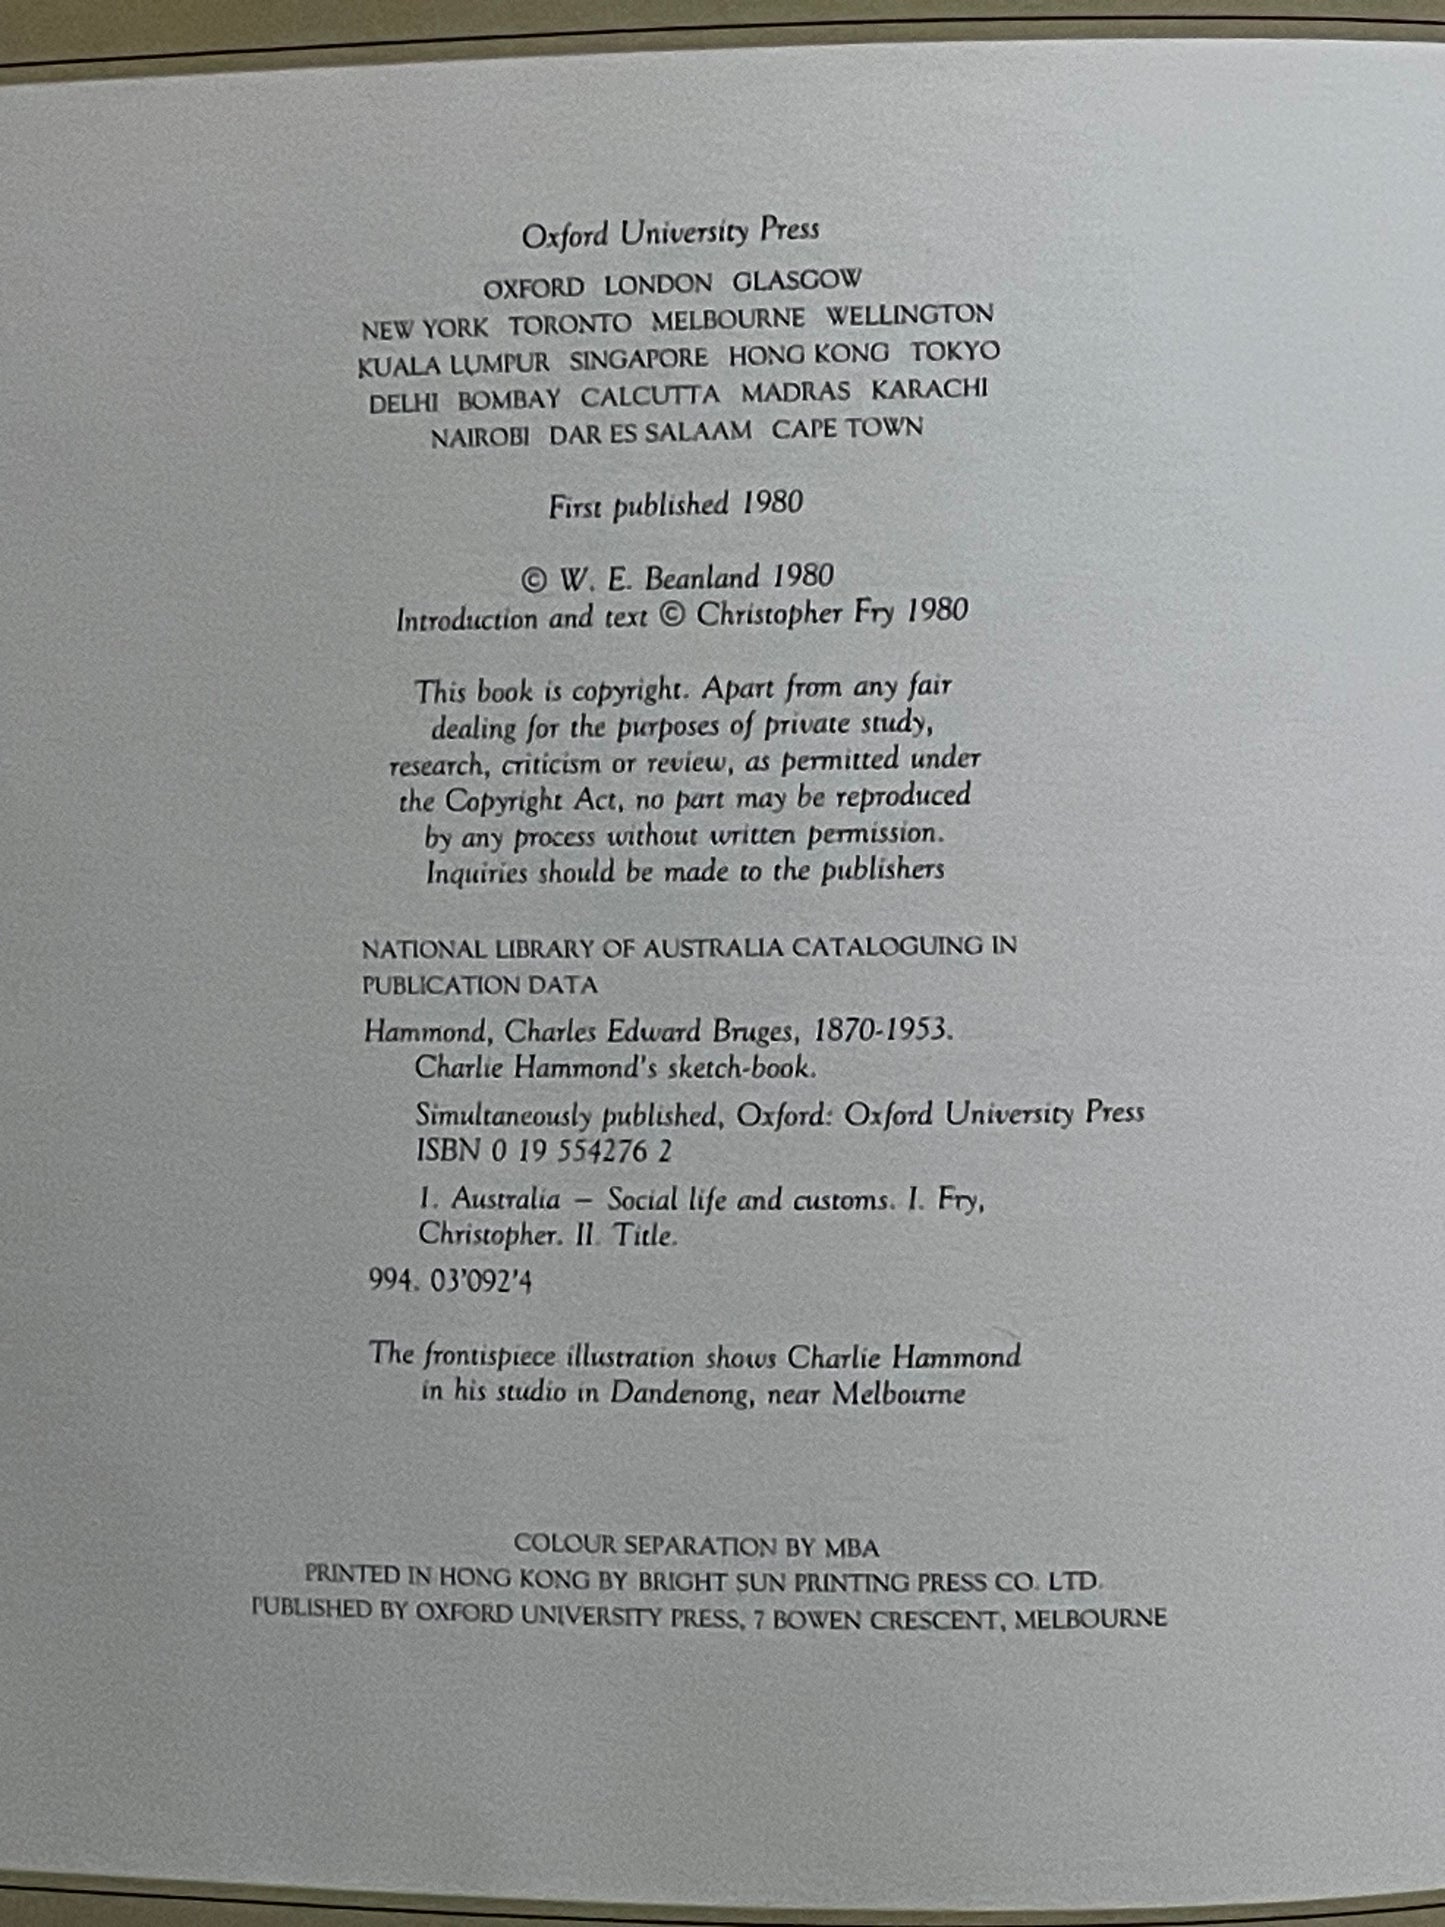 Oxford University Press
OXFORD LONDON GLASGOW
NEW YORK TORONTO MELBOURNE WELLINGTON
KUALA LUMPUR SINGAPORE HONG KONG TOKYO
DELHI BOMBAY CALCUTTA MADRAS KARACHI
NAIROBI DAR ES SALAAM CAPE TOWN
First published 1980
© W. E. Beanland 1980
Introduction and text © Christopher Fry 1980
This book is copyright. Apart from any fair
dealing for the purposes of private study,
research, criticism or review, as permitted under
the Copyright Act, no part may be reproduced
by any process without written permission.
Inquiries should be made to the publishers
NATIONAL LIBRARY OF AUSTRALIA CATALOGUING IN
PUBLICATION DATA
Hammond, Charles Edward Bruges, 1870-1953.
Charlie Hammond's sketch-book.
Simultaneously published, Oxford: Oxford University Press
ISBN 0 19 554276 2
1. Australia – Social life and customs. I. Fry,
Christopher. II. Title.
994. 03'092'4
The frontispiece illustration shows Charlie Hammond
in his studio in Dandenong, near Melbourne
COLOUR SEPARATION BY MBA
PRINTED IN HONG KONG BY BRIGHT SUN PRINTING PRESS CO. LTD.
PUBLISHED BY OXFORD UNIVERSITY PRESS, 7 BOWEN CRESCENT, MELBOURNE